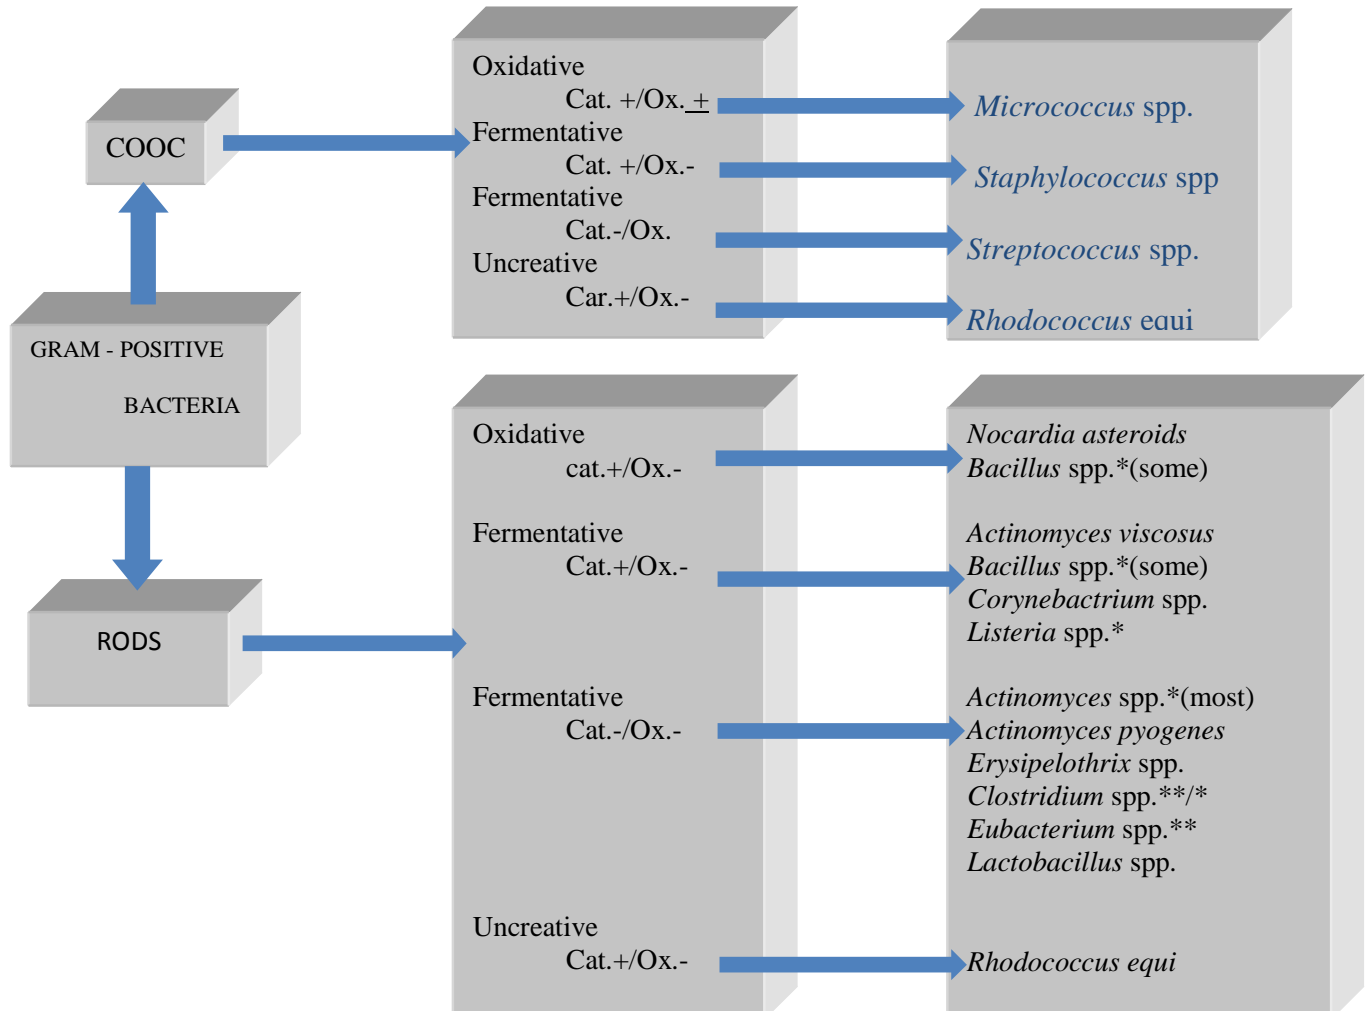 COOC
GRAM - POSITIVE
BACTERIA
RODS
Oxidative
Cat. +/Ox. +
Fermentative
Cat. +/Ox.-
Fermentative
Cat.-/Ox.
Uncreative
Car.+/Ox.-
Micrococcus spp.
Staphylococcus spp
Streptococcus spp.
Rhodococcus equi
Oxidative
cat.+/Ox.-
Fermentative
Cat.+/Ox.-
Fermentative
Cat.-/Ox.-
Uncreative
Cat.+/Ox.-
Nocardia asteroids
Bacillus spp.*(some)
Actinomyces viscosus
Bacillus spp.*(some)
Corynebactrium spp.
Listeria spp.*
Actinomyces spp.*(most)
Actinomyces pyogenes
Erysipelothrix spp.
Clostridium spp.**/*
Eubacterium spp.**
Lactobacillus spp.
Rhodococcus equi